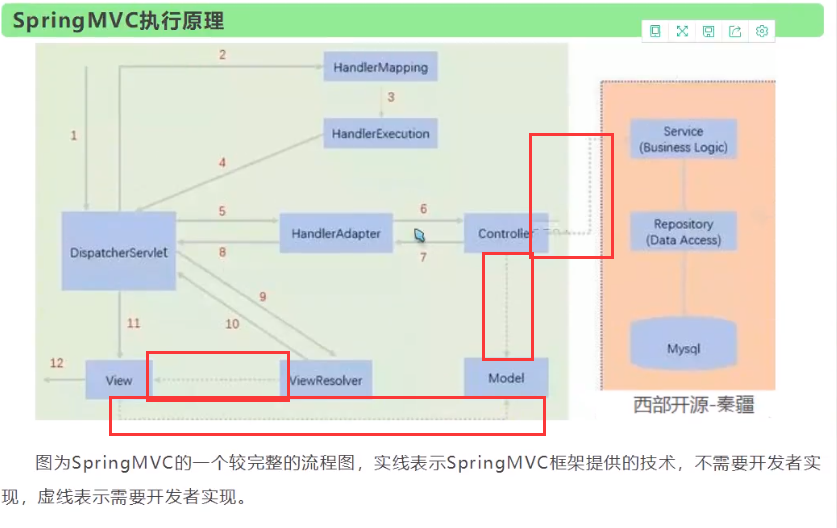 SpringMVC执行原理
2
HandlerMapping
3
1
HandlerExecution
Service
(Business Logic)
4
5
6
DispatcherServlet
HandlerAdapter
Controller
Repository
(Data Access)
8
7
9
10
11
12
View
ViewResolver
Model
Mysql
西部开源-秦疆
图为SpringMVC的一个较完整的流程图，实线表示SpringMVC框架提供的技术，不需要开发者实
现，虚线表示需要开发者实现。